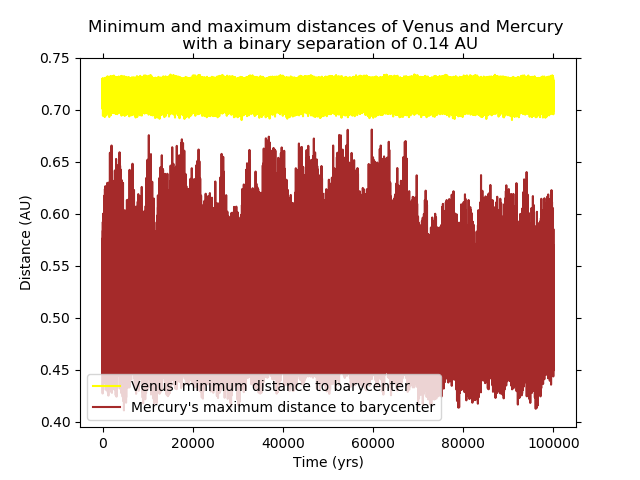 Minimum and maximum distances of Venus and Mercury
with a binary separation of 0.14 AU
0.75
0.70
0.65
0.60
0.55
0.50
0.45
0.40
Distance (AU)
Venus' minimum distance to barycenter
Mercury's maximum distance to barycenter
0 20000 40000 60000 80000 100000
Time (yrs)